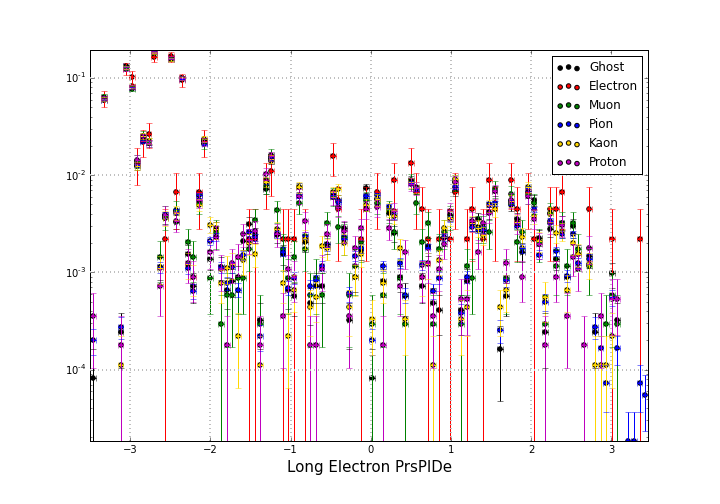 10⁻¹
10⁻²
10⁻³
10⁻⁴
−3 −2 −1 0 1 2 3
Long Electron PrsPIDe
Ghost
Electron
Muon
Pion
Kaon
Proton